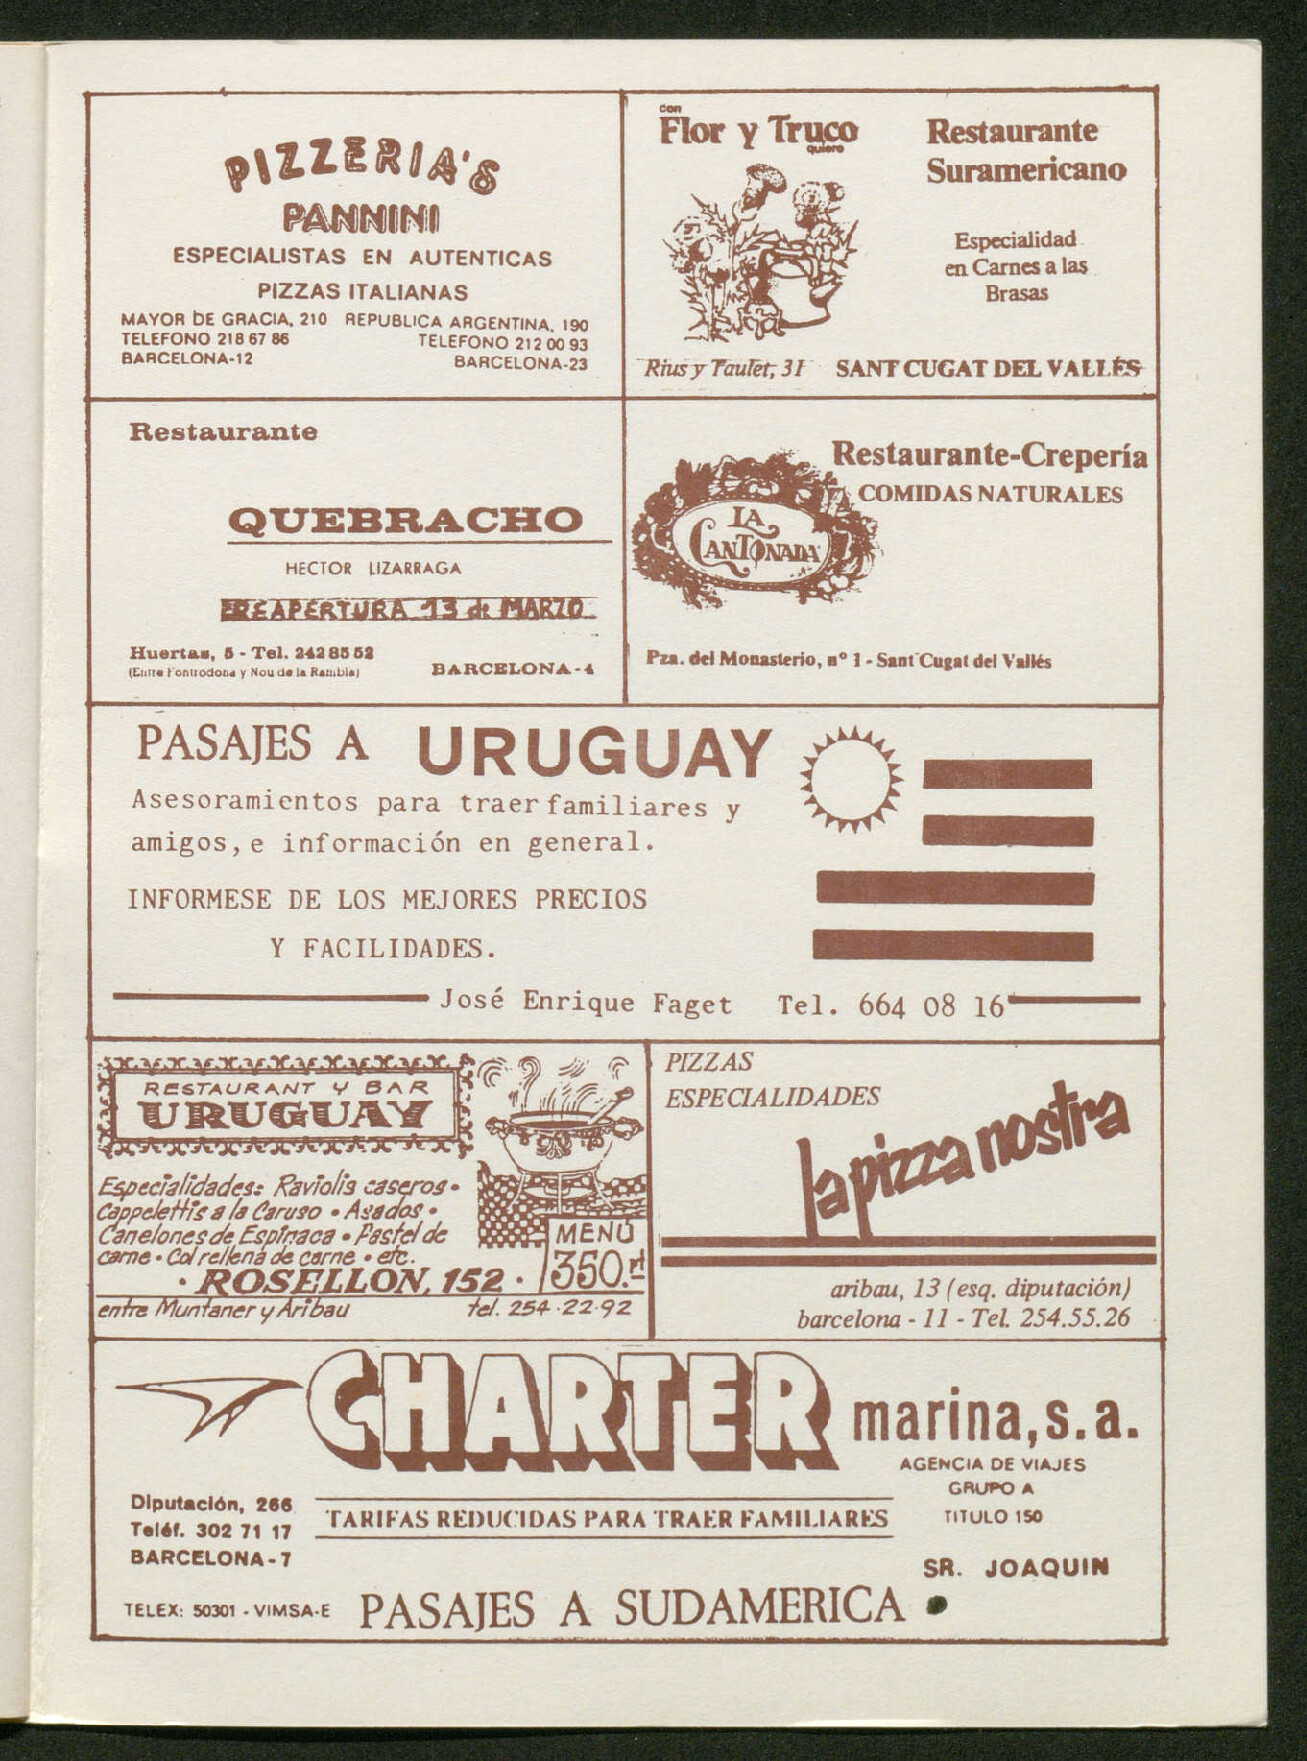 PIZZERIA'S
PANNINI
ESPECIALISTAS EN AUTENTICAS
PIZZAS ITALIANAS
MAYOR DE GRACIA, 210 REPUBLICA ARGENTINA, 190
TELEFONO 218 67 86 TELEFONO 212 00 93
BARCELONA-12 BARCELONA-23
con
Flor y Truco
quiero
Restaurante
Suramericano
Especialidad
en Carnes a las
Brasas
Rius y Taulet, 31 SANT CUGAT DEL VALLÉS
Restaurante
QUEBRACHO
HECTOR LIZARRAGA
REAPERTURA 13 de MARZO
Huertas, 5 - Tel. 242 85 52
(Entre Fontrodona y Nou de la Rambla)
BARCELONA-4
Restaurante-Crepería
COMIDAS NATURALES
LA
CANTONADA
Pza. del Monasterio, nº 1 - Sant Cugat del Vallés
PASAJES A URUGUAY
Asesoramientos para traer familiares y
amigos, e información en general.
INFORMESE DE LOS MEJORES PRECIOS
Y FACILIDADES.
José Enrique Faget Tel. 664 08 16
RESTAURANT Y BAR
URUGUAY
Especialidades: Raviolis caseros •
Cappelettis a la Caruso • Asados •
Canelones de Espinaca • Pastel de
carne • Col rellena de carne • etc.
• ROSELLON, 152 •
entre Muntaner y Aribau tel. 254-22-92
MENÚ
350.pt
PIZZAS
ESPECIALIDADES
la pizza nostra
aribau, 13 (esq. diputación)
barcelona - 11 - Tel. 254.55.26
CHARTER marina, s.a.
AGENCIA DE VIAJES
GRUPO A
TITULO 150
Diputación, 266
Teléf. 302 71 17
BARCELONA-7
TARIFAS REDUCIDAS PARA TRAER FAMILIARES
SR. JOAQUIN
TELEX: 50301 - VIMSA-E PASAJES A SUDAMERICA